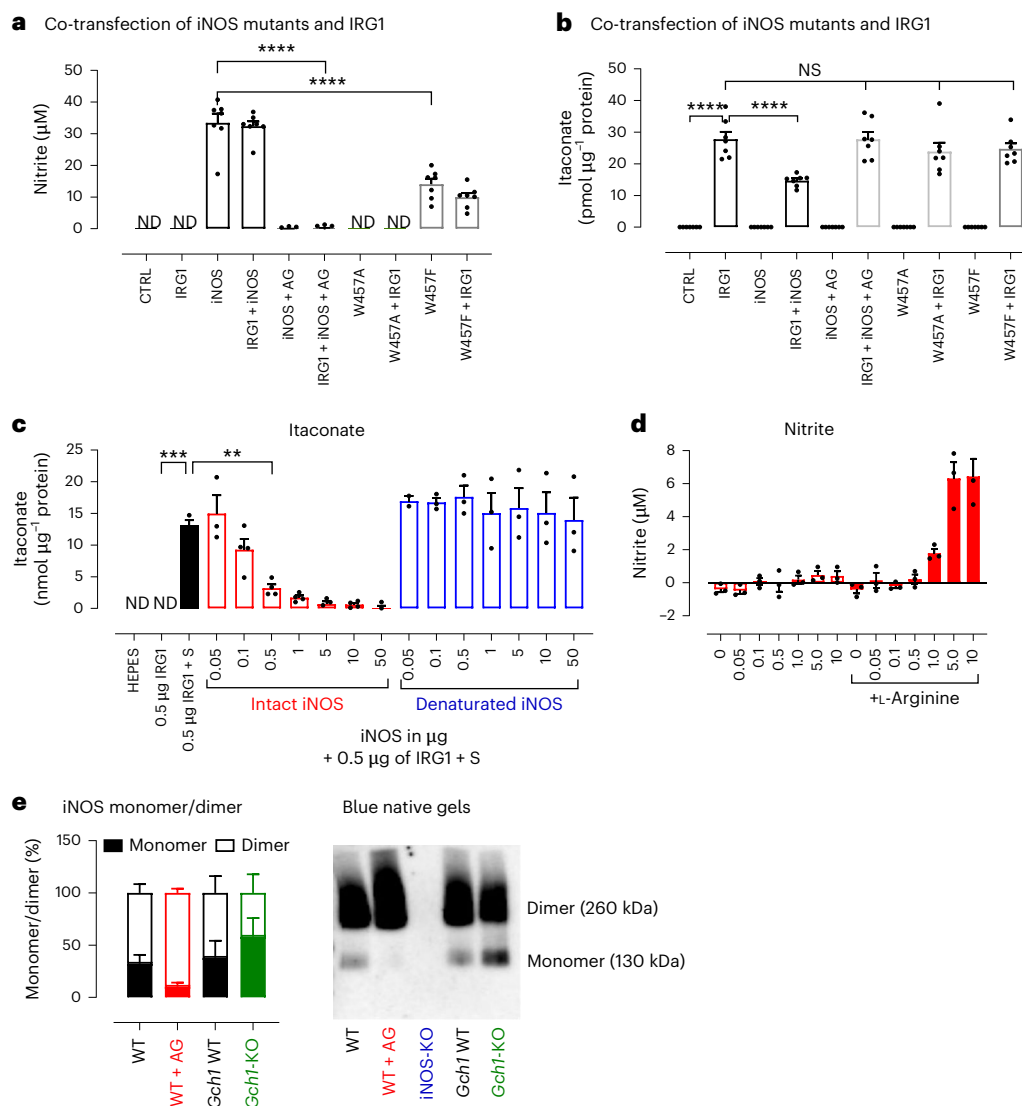 a Co-transfection of iNOS mutants and IRG1
Nitrite (µM)
50
40
30
20
10
0
****
****
ND
ND
ND
ND
CTRL
IRG1
iNOS
IRG1 + iNOS
iNOS + AG
IRG1 + iNOS + AG
W457A
W457A + IRG1
W457F
W457F + IRG1
b Co-transfection of iNOS mutants and IRG1
Itaconate
(pmol µg⁻¹ protein)
50
40
30
20
10
0
NS
****
****
CTRL
IRG1
iNOS
IRG1 + iNOS
iNOS + AG
IRG1 + iNOS + AG
W457A
W457A + IRG1
W457F
W457F + IRG1
c Itaconate
Itaconate
(nmol µg⁻¹ protein)
25
20
15
10
5
0
***
**
ND
ND
HEPES
0.5 µg IRG1
0.5 µg IRG1 + S
0.05
0.1
0.5
1
5
10
50
0.05
0.1
0.5
1
5
10
50
Intact iNOS
Denaturated iNOS
iNOS in µg
+ 0.5 µg of IRG1 + S
d Nitrite
Nitrite (µM)
8
6
4
2
0
−2
0
0.05
0.1
0.5
1.0
5.0
10
0
0.05
0.1
0.5
1.0
5.0
10
+L-Arginine
e iNOS monomer/dimer
Monomer/dimer (%)
150
100
50
0
Monomer
Dimer
WT
WT + AG
Gch1 WT
Gch1-KO
Blue native gels
Dimer (260 kDa)
Monomer (130 kDa)
WT
WT + AG
iNOS-KO
Gch1 WT
Gch1-KO